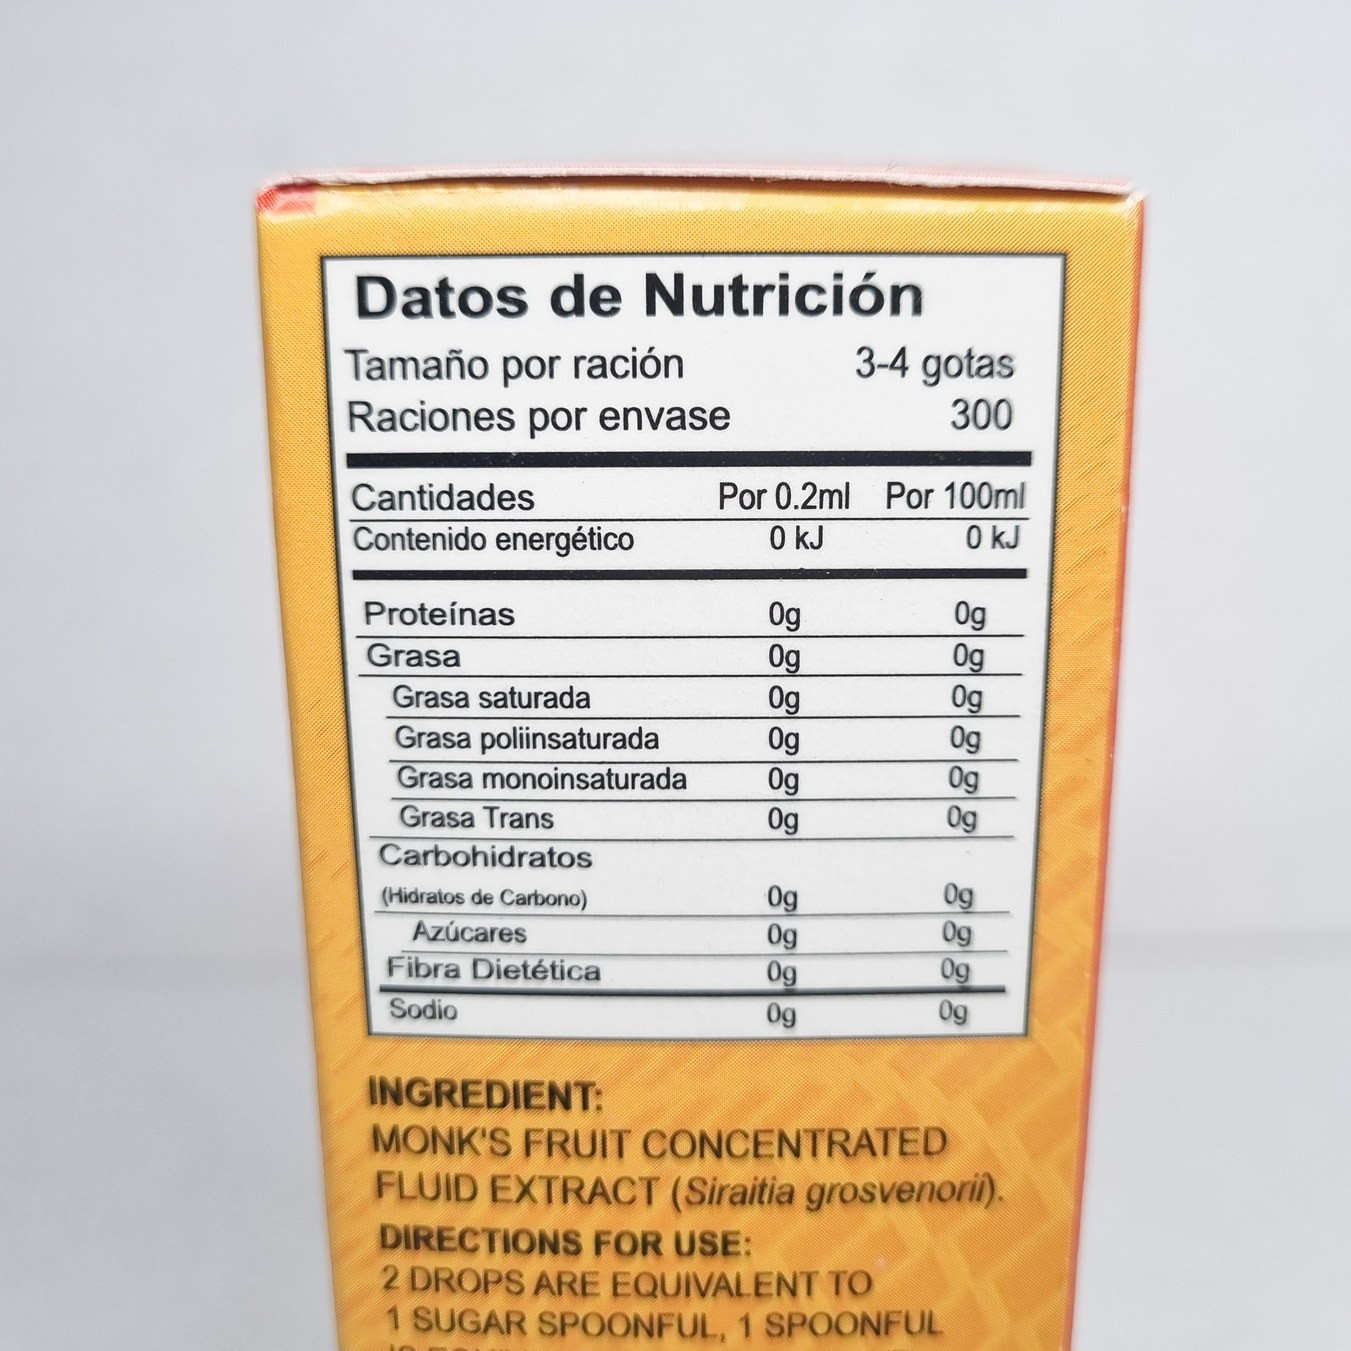 Datos de Nutrición
Tamaño por ración 3-4 gotas
Raciones por envase 300
Cantidades Por 0.2ml Por 100ml
Contenido energético 0 kJ 0 kJ
Proteínas 0g 0g
Grasa 0g 0g
Grasa saturada 0g 0g
Grasa poliinsaturada 0g 0g
Grasa monoinsaturada 0g 0g
Grasa Trans 0g 0g
Carbohidratos
(Hidratos de Carbono) 0g 0g
Azúcares 0g 0g
Fibra Dietética 0g 0g
Sodio 0g 0g
INGREDIENT:
MONK'S FRUIT CONCENTRATED
FLUID EXTRACT (Siraitia grosvenorii).
DIRECTIONS FOR USE:
2 DROPS ARE EQUIVALENT TO
1 SUGAR SPOONFUL, 1 SPOONFUL